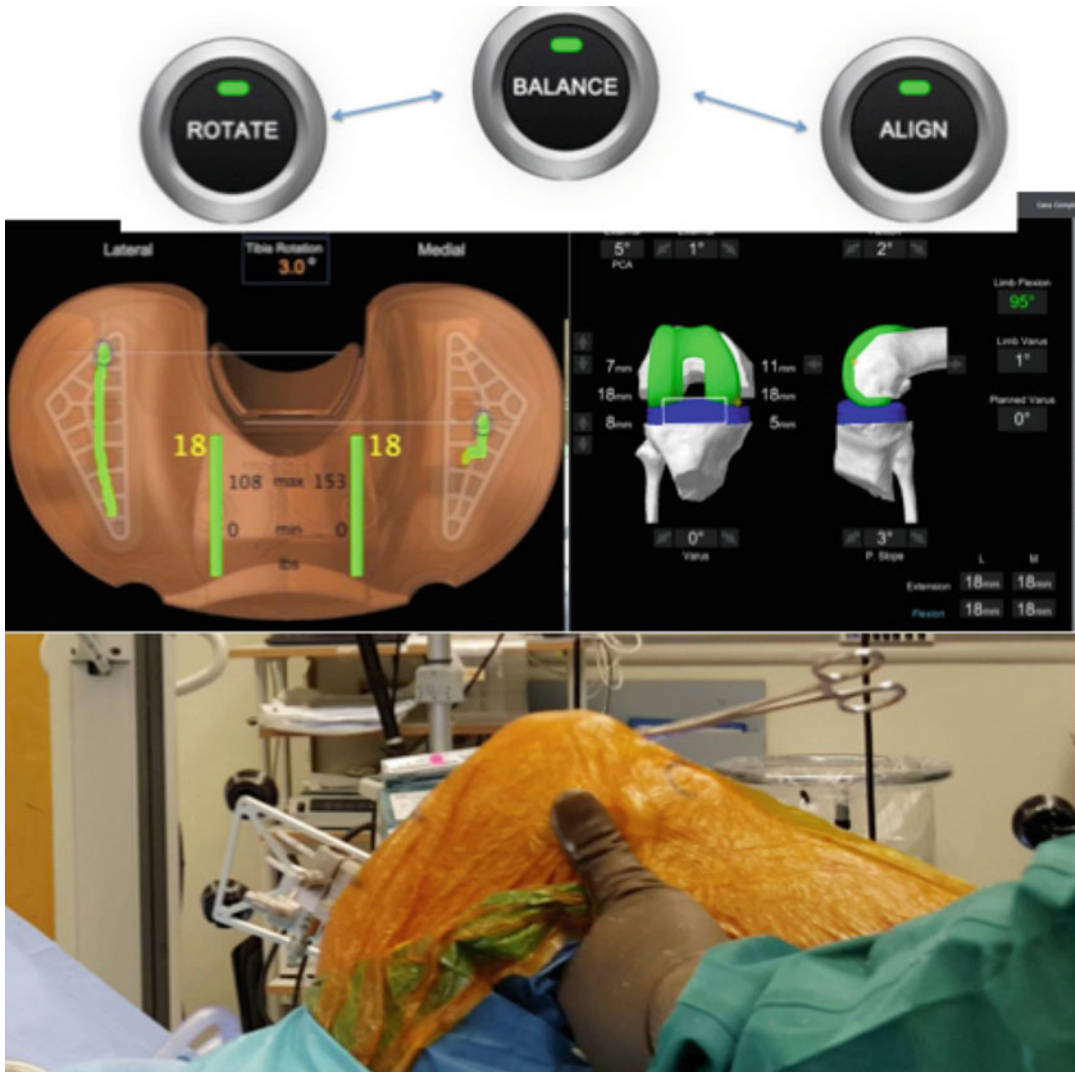 ROTATE
BALANCE
ALIGN
Lateral
Tibia Rotation
3.0°
Medial
18
18
108 max 153
0 min 0
lbs
5°
1°
2°
PCA
Limb Flexion
95°
Limb Varus
1°
Planned Varus
0°
7mm
11mm
18mm
18mm
8mm
5mm
0°
Varus
3°
P. Slope
L M
Extension 18mm 18mm
Flexion 18mm 18mm